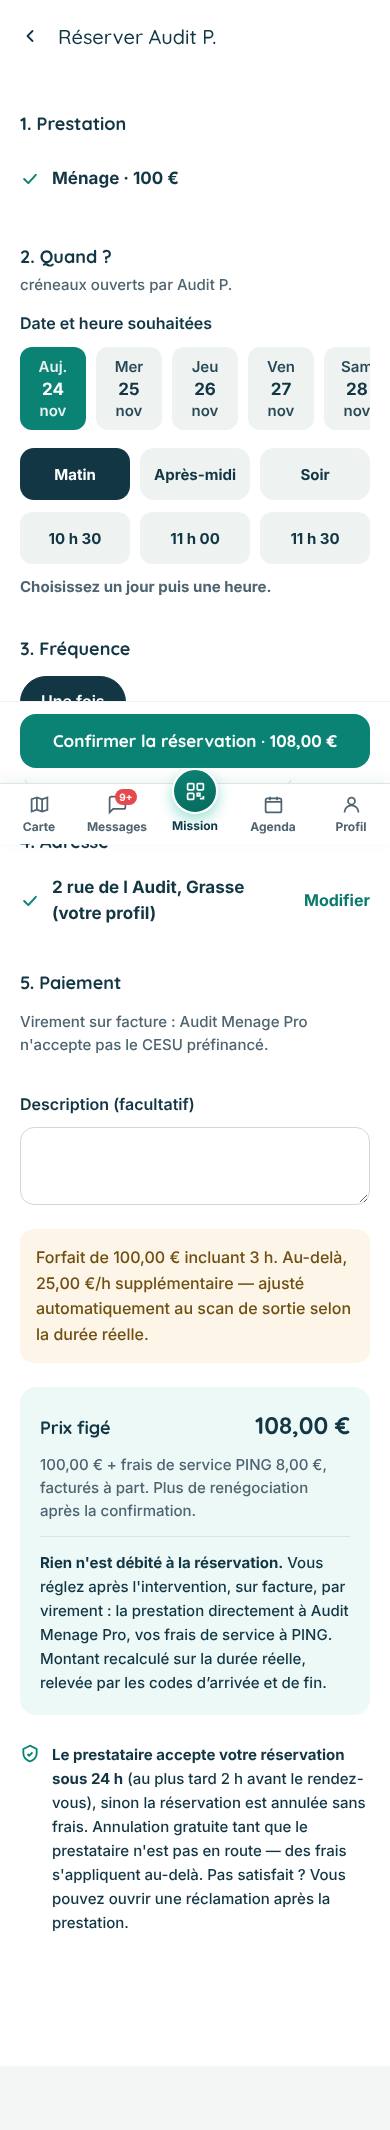 Réserver Audit P.
1. Prestation
Ménage · 100 €
2. Quand ?
créneaux ouverts par Audit P.
Date et heure souhaitées
Auj. Mer Jeu Ven Sam
24 25 26 27 28
nov nov nov nov nov
Matin Après-midi Soir
10 h 30 11 h 00 11 h 30
Choisissez un jour puis une heure.
3. Fréquence
Une fois
Confirmer la réservation · 108,00 €
9+
Carte Messages Mission Agenda Profil
4. Adresse
2 rue de l Audit, Grasse
(votre profil)
Modifier
5. Paiement
Virement sur facture : Audit Menage Pro
n'accepte pas le CESU préfinancé.
Description (facultatif)
Forfait de 100,00 € incluant 3 h. Au-delà,
25,00 €/h supplémentaire — ajusté
automatiquement au scan de sortie selon
la durée réelle.
Prix figé 108,00 €
100,00 € + frais de service PING 8,00 €,
facturés à part. Plus de renégociation
après la confirmation.
Rien n'est débité à la réservation. Vous
réglez après l'intervention, sur facture, par
virement : la prestation directement à Audit
Menage Pro, vos frais de service à PING.
Montant recalculé sur la durée réelle,
relevée par les codes d’arrivée et de fin.
Le prestataire accepte votre réservation
sous 24 h (au plus tard 2 h avant le rendez-
vous), sinon la réservation est annulée sans
frais. Annulation gratuite tant que le
prestataire n'est pas en route — des frais
s'appliquent au-delà. Pas satisfait ? Vous
pouvez ouvrir une réclamation après la
prestation.